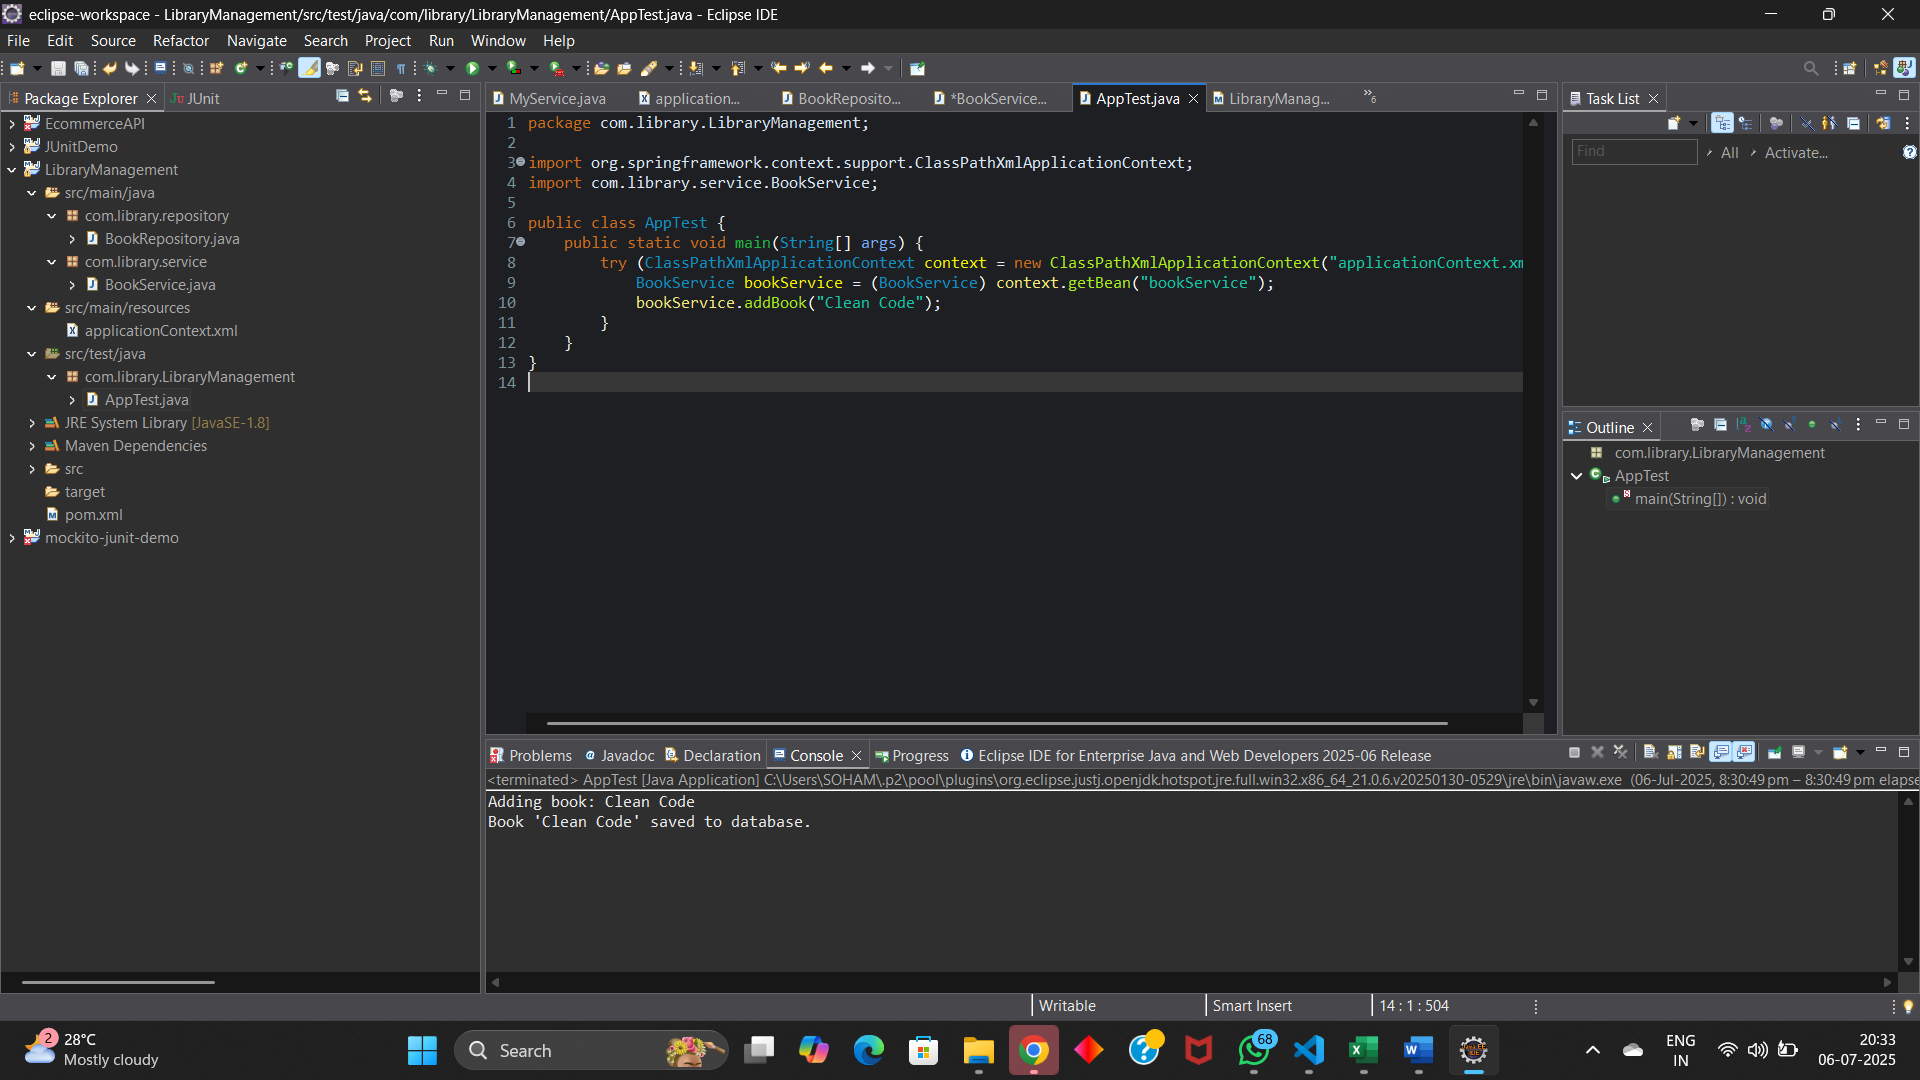 eclipse-workspace - LibraryManagement/src/test/java/com/library/LibraryManagement/AppTest.java - Eclipse IDE
File Edit Source Refactor Navigate Search Project Run Window Help
Package Explorer JUnit
EcommerceAPI
JUnitDemo
LibraryManagement
src/main/java
com.library.repository
BookRepository.java
com.library.service
BookService.java
src/main/resources
applicationContext.xml
src/test/java
com.library.LibraryManagement
AppTest.java
JRE System Library [JavaSE-1.8]
Maven Dependencies
src
target
pom.xml
mockito-junit-demo
MyService.java application... BookReposito... *BookService... AppTest.java LibraryManag... »6
1 package com.library.LibraryManagement;
2
3 import org.springframework.context.support.ClassPathXmlApplicationContext;
4 import com.library.service.BookService;
5
6 public class AppTest {
7 public static void main(String[] args) {
8 try (ClassPathXmlApplicationContext context = new ClassPathXmlApplicationContext("applicationContext.xm
9 BookService bookService = (BookService) context.getBean("bookService");
10 bookService.addBook("Clean Code");
11 }
12 }
13 }
14
Task List
Find All Activate...
Outline
com.library.LibraryManagement
AppTest
main(String[]) : void
Problems Javadoc Declaration Console Progress Eclipse IDE for Enterprise Java and Web Developers 2025-06 Release
<terminated> AppTest [Java Application] C:\Users\SOHAM\.p2\pool\plugins\org.eclipse.justj.openjdk.hotspot.jre.full.win32.x86_64_21.0.6.v20250130-0529\jre\bin\javaw.exe (06-Jul-2025, 8:30:49 pm – 8:30:49 pm elapse
Adding book: Clean Code
Book 'Clean Code' saved to database.
Writable Smart Insert 14 : 1 : 504
2
28°C
Mostly cloudy
Search
68
ENG
IN
20:33
06-07-2025